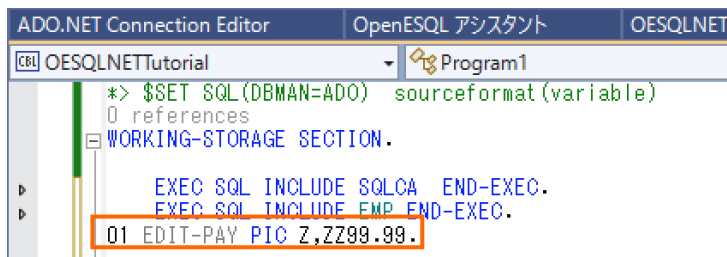 ADO.NET Connection Editor OpenESQL アシスタント OESQLNET
CBL OESQLNETTutorial Program1
*> $SET SQL(DBMAN=ADO) sourceformat(variable)
0 references
WORKING-STORAGE SECTION.
EXEC SQL INCLUDE SQLCA END-EXEC.
EXEC SQL INCLUDE EMP END-EXEC.
01 EDIT-PAY PIC Z,ZZ99.99.